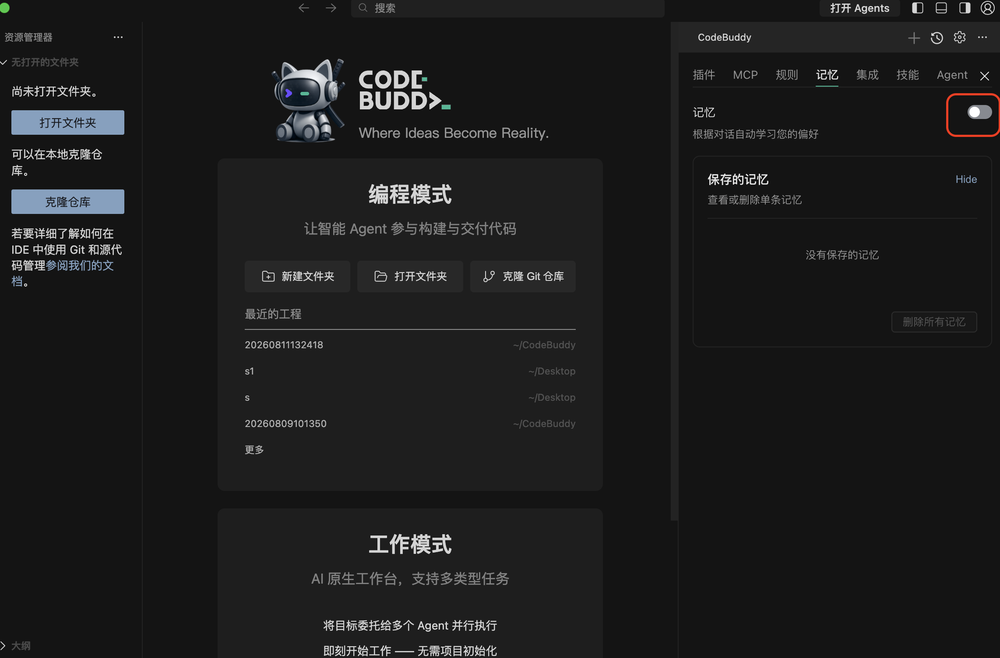 搜索
打开 Agents
资源管理器
无打开的文件夹
尚未打开文件夹。
打开文件夹
可以在本地克隆仓
库。
克隆仓库
若要详细了解如何在
IDE 中使用 Git 和源代
码管理参阅我们的文
档。
大纲
CODE
BUDD>_
Where Ideas Become Reality.
编程模式
让智能 Agent 参与构建与交付代码
新建文件夹
打开文件夹
克隆 Git 仓库
最近的工程
20260811132418 ~/CodeBuddy
s1 ~/Desktop
s ~/Desktop
20260809101350 ~/CodeBuddy
更多
工作模式
AI 原生工作台，支持多类型任务
将目标委托给多个 Agent 并行执行
即刻开始工作 —— 无需项目初始化
CodeBuddy
插件 MCP 规则 记忆 集成 技能 Agent
记忆
根据对话自动学习您的偏好
保存的记忆 Hide
查看或删除单条记忆
没有保存的记忆
删除所有记忆